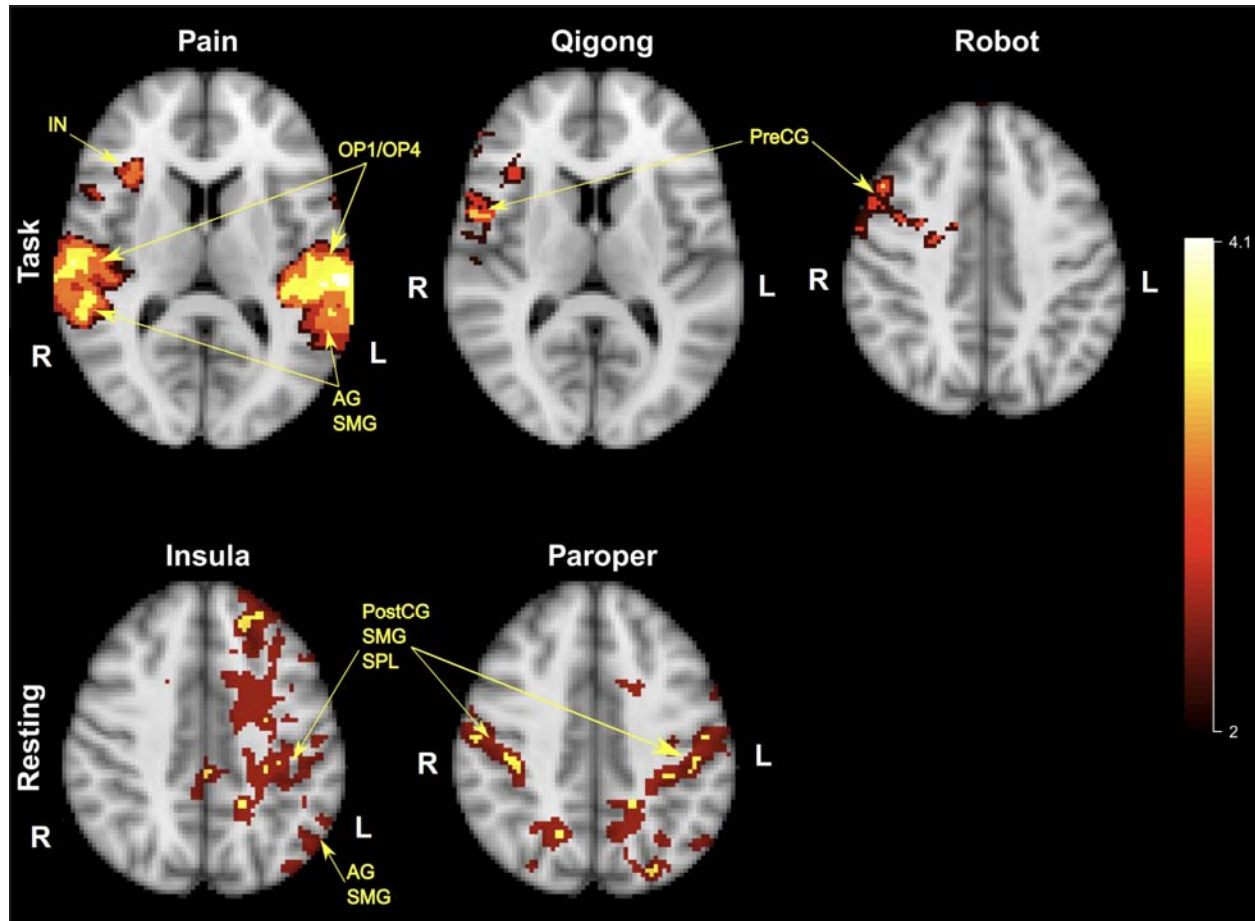 Pain
Qigong
Robot
IN
OP1/OP4
PreCG
Task
R
L
AG
SMG
R
L
R
L
4.1
2
Insula
Paroper
PostCG
SMG
SPL
Resting
R
L
AG
SMG
R
L